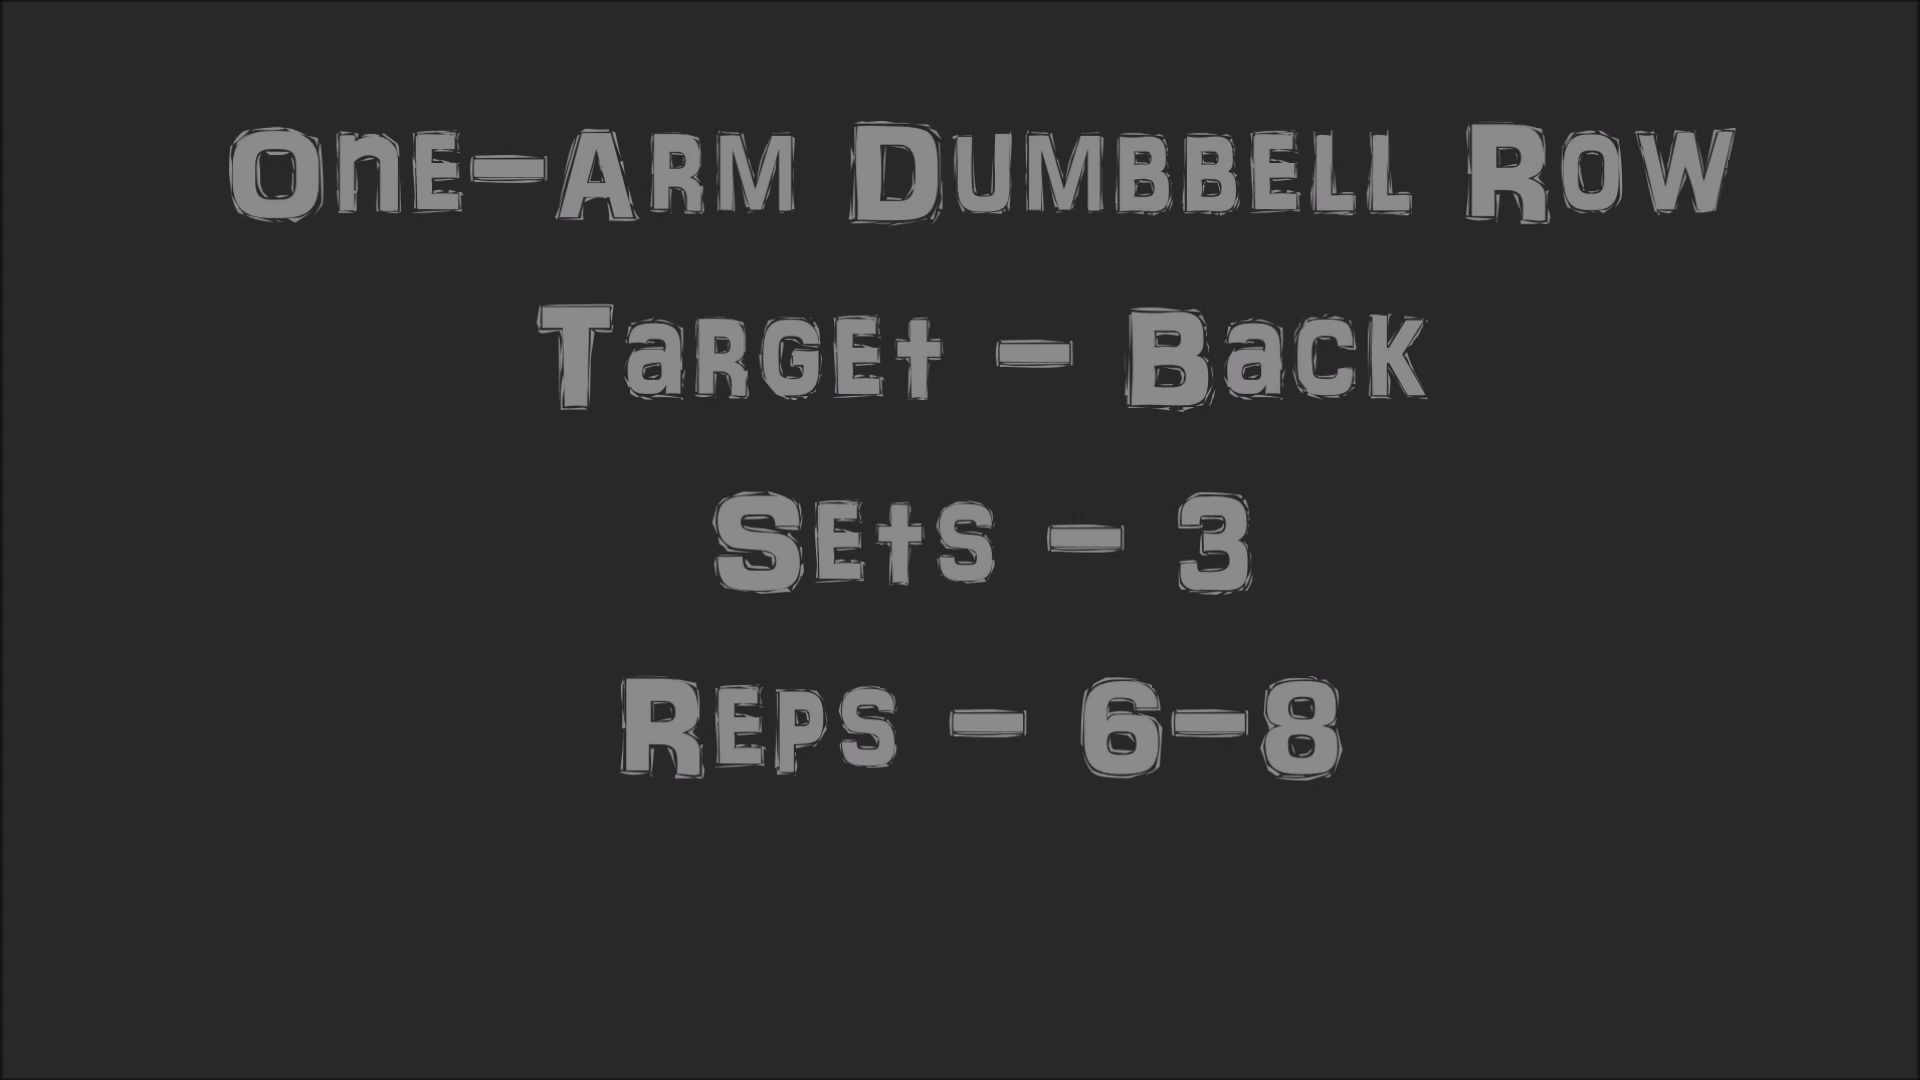 One-Arm Dumbbell Row
Target - Back
Sets - 3
Reps - 6-8